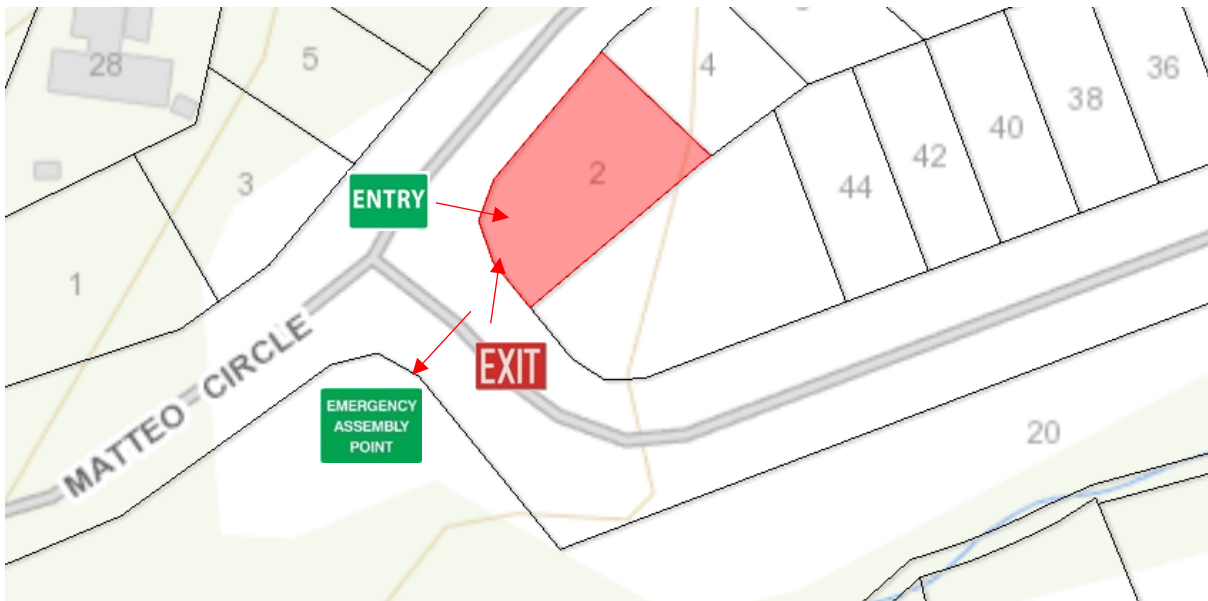 28
5
4
36
38
40
42
44
2
3
ENTRY
1
MATTEO CIRCLE
EXIT
EMERGENCY
ASSEMBLY
POINT
20